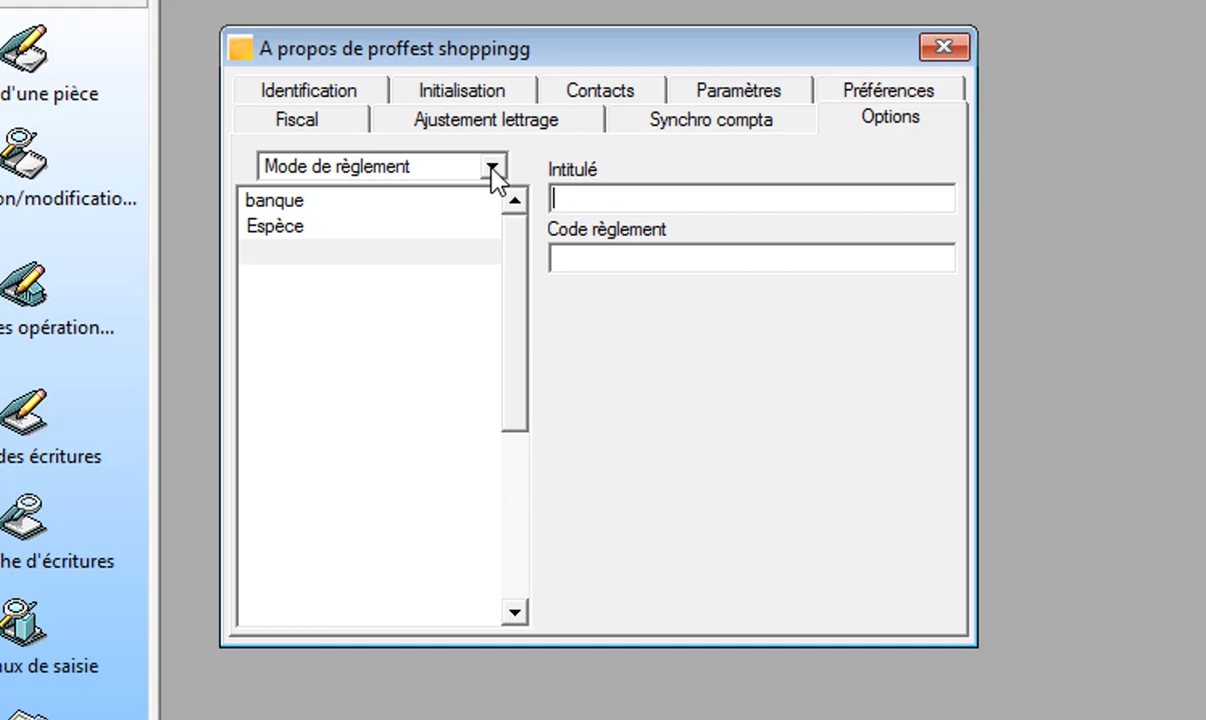 d'une pièce
on/modificatio...
es opération...
des écritures
he d'écritures
aux de saisie
A propos de proffest shoppingg
Identification
Initialisation
Contacts
Paramètres
Préférences
Fiscal
Ajustement lettrage
Synchro compta
Options
Mode de règlement
banque
Espèce
Intitulé
Code règlement